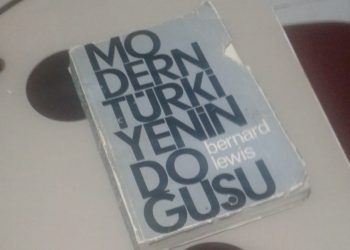 MO
DERN
TÜRKİ
YENİN
DO
ĞUŞU
bernard
lewis